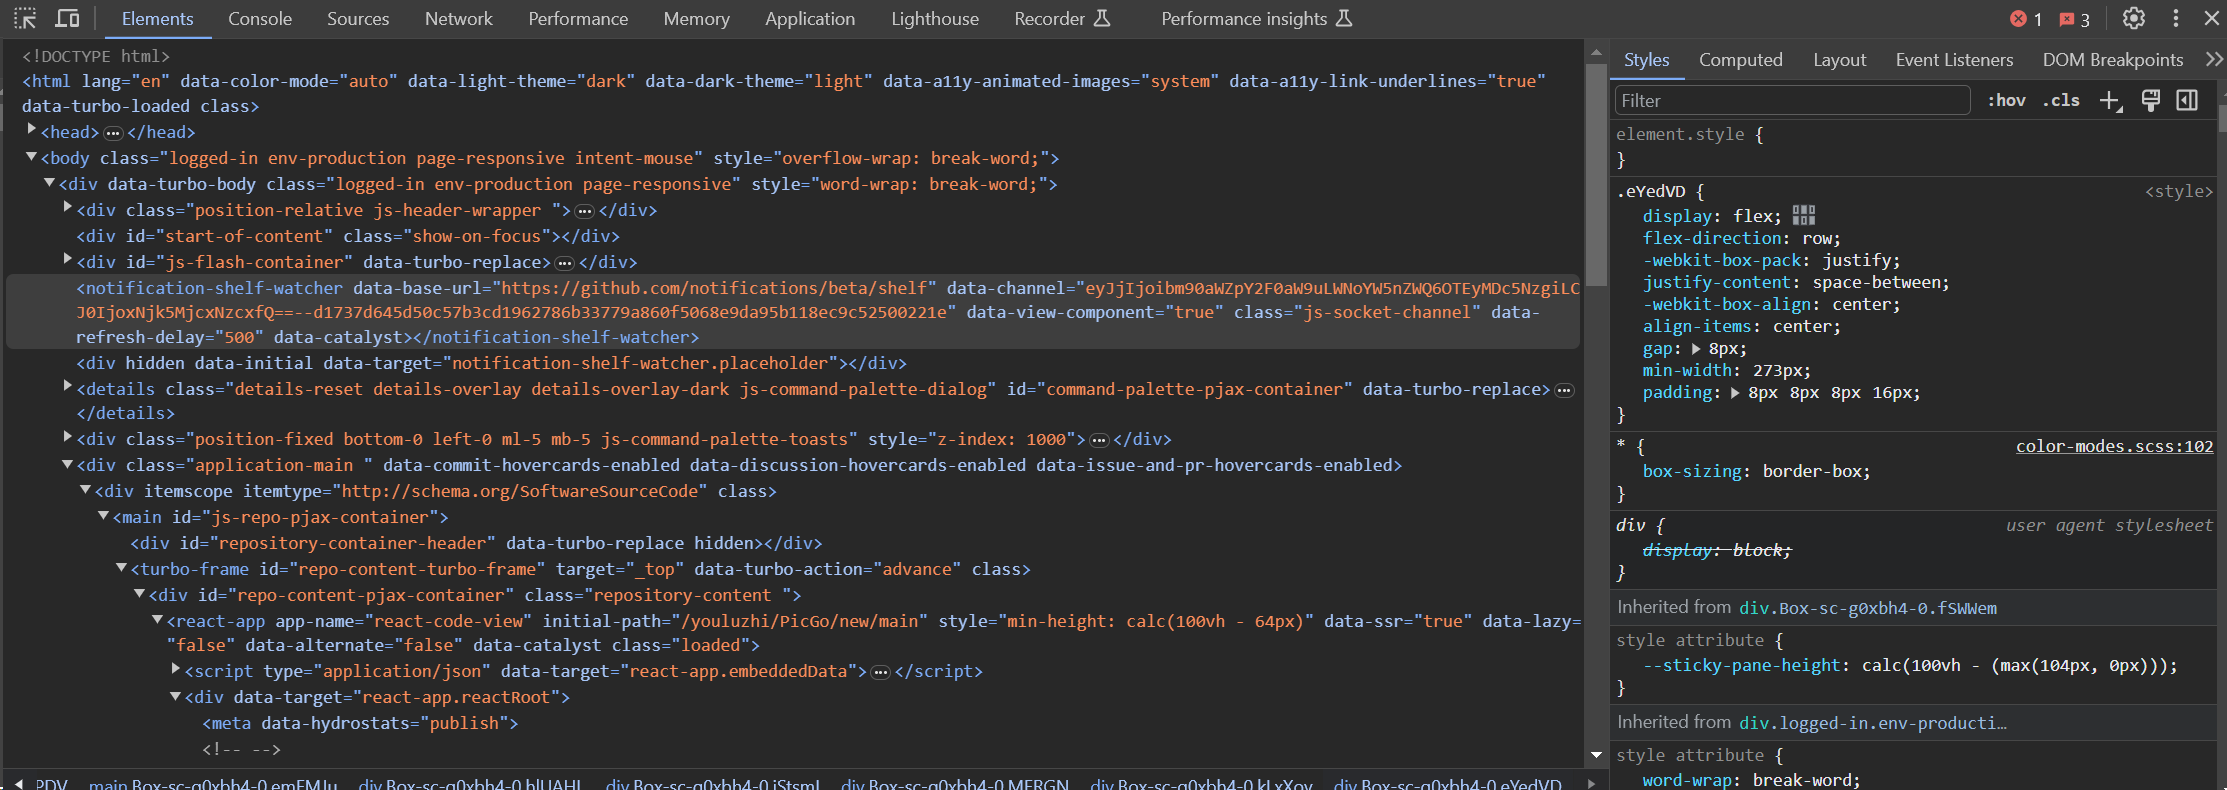 Elements Console Sources Network Performance Memory Application Lighthouse Recorder Performance insights 1 3
<!DOCTYPE html>
<html lang="en" data-color-mode="auto" data-light-theme="dark" data-dark-theme="light" data-a11y-animated-images="system" data-a11y-link-underlines="true"
data-turbo-loaded class>
<head> … </head>
<body class="logged-in env-production page-responsive intent-mouse" style="overflow-wrap: break-word;">
<div data-turbo-body class="logged-in env-production page-responsive" style="word-wrap: break-word;">
<div class="position-relative js-header-wrapper "> … </div>
<div id="start-of-content" class="show-on-focus"></div>
<div id="js-flash-container" data-turbo-replace> … </div>
<notification-shelf-watcher data-base-url="https://github.com/notifications/beta/shelf" data-channel="eyJjIjoibm90aWZpY2F0aW9uLWNoYW5nZWQ6OTEyMDc5NzgiLC
J0IjoxNjk5MjcxNzcxfQ==--d1737d645d50c57b3cd1962786b33779a860f5068e9da95b118ec9c52500221e" data-view-component="true" class="js-socket-channel" data-
refresh-delay="500" data-catalyst></notification-shelf-watcher>
<div hidden data-initial data-target="notification-shelf-watcher.placeholder"></div>
<details class="details-reset details-overlay details-overlay-dark js-command-palette-dialog" id="command-palette-pjax-container" data-turbo-replace> …
</details>
<div class="position-fixed bottom-0 left-0 ml-5 mb-5 js-command-palette-toasts" style="z-index: 1000"> … </div>
<div class="application-main " data-commit-hovercards-enabled data-discussion-hovercards-enabled data-issue-and-pr-hovercards-enabled>
<div itemscope itemtype="http://schema.org/SoftwareSourceCode" class>
<main id="js-repo-pjax-container">
<div id="repository-container-header" data-turbo-replace hidden></div>
<turbo-frame id="repo-content-turbo-frame" target="_top" data-turbo-action="advance" class>
<div id="repo-content-pjax-container" class="repository-content ">
<react-app app-name="react-code-view" initial-path="/youluzhi/PicGo/new/main" style="min-height: calc(100vh - 64px)" data-ssr="true" data-lazy=
"false" data-alternate="false" data-catalyst class="loaded">
<script type="application/json" data-target="react-app.embeddedData"> … </script>
<div data-target="react-app.reactRoot">
<meta data-hydrostats="publish">
<!-- -->
PDV main.Box-sc-g0xbh4-0.emFMJu div.Box-sc-g0xbh4-0.hlUAHL div.Box-sc-g0xbh4-0.iStsmI div.Box-sc-g0xbh4-0.MERGN div.Box-sc-g0xbh4-0.kLxXov div.Box-sc-g0xbh4-0.eYedVD
Styles Computed Layout Event Listeners DOM Breakpoints
Filter :hov .cls
element.style {
}
.eYedVD { <style>
display: flex;
flex-direction: row;
-webkit-box-pack: justify;
justify-content: space-between;
-webkit-box-align: center;
align-items: center;
gap: 8px;
min-width: 273px;
padding: 8px 8px 8px 16px;
}
* { color-modes.scss:102
box-sizing: border-box;
}
div { user agent stylesheet
display: block;
}
Inherited from div.Box-sc-g0xbh4-0.fSWWem
style attribute {
--sticky-pane-height: calc(100vh - (max(104px, 0px)));
}
Inherited from div.logged-in.env-producti…
style attribute {
word-wrap: break-word;